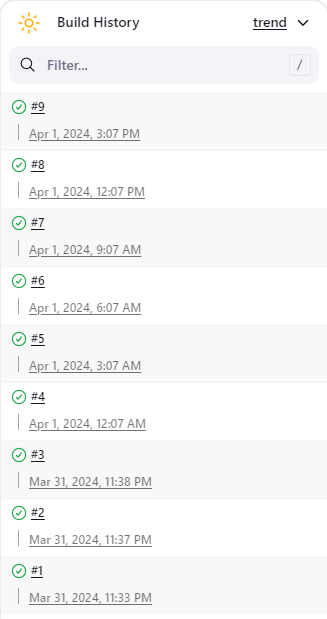 Build History trend
Filter... /
#9
Apr 1, 2024, 3:07 PM
#8
Apr 1, 2024, 12:07 PM
#7
Apr 1, 2024, 9:07 AM
#6
Apr 1, 2024, 6:07 AM
#5
Apr 1, 2024, 3:07 AM
#4
Apr 1, 2024, 12:07 AM
#3
Mar 31, 2024, 11:38 PM
#2
Mar 31, 2024, 11:37 PM
#1
Mar 31, 2024, 11:33 PM